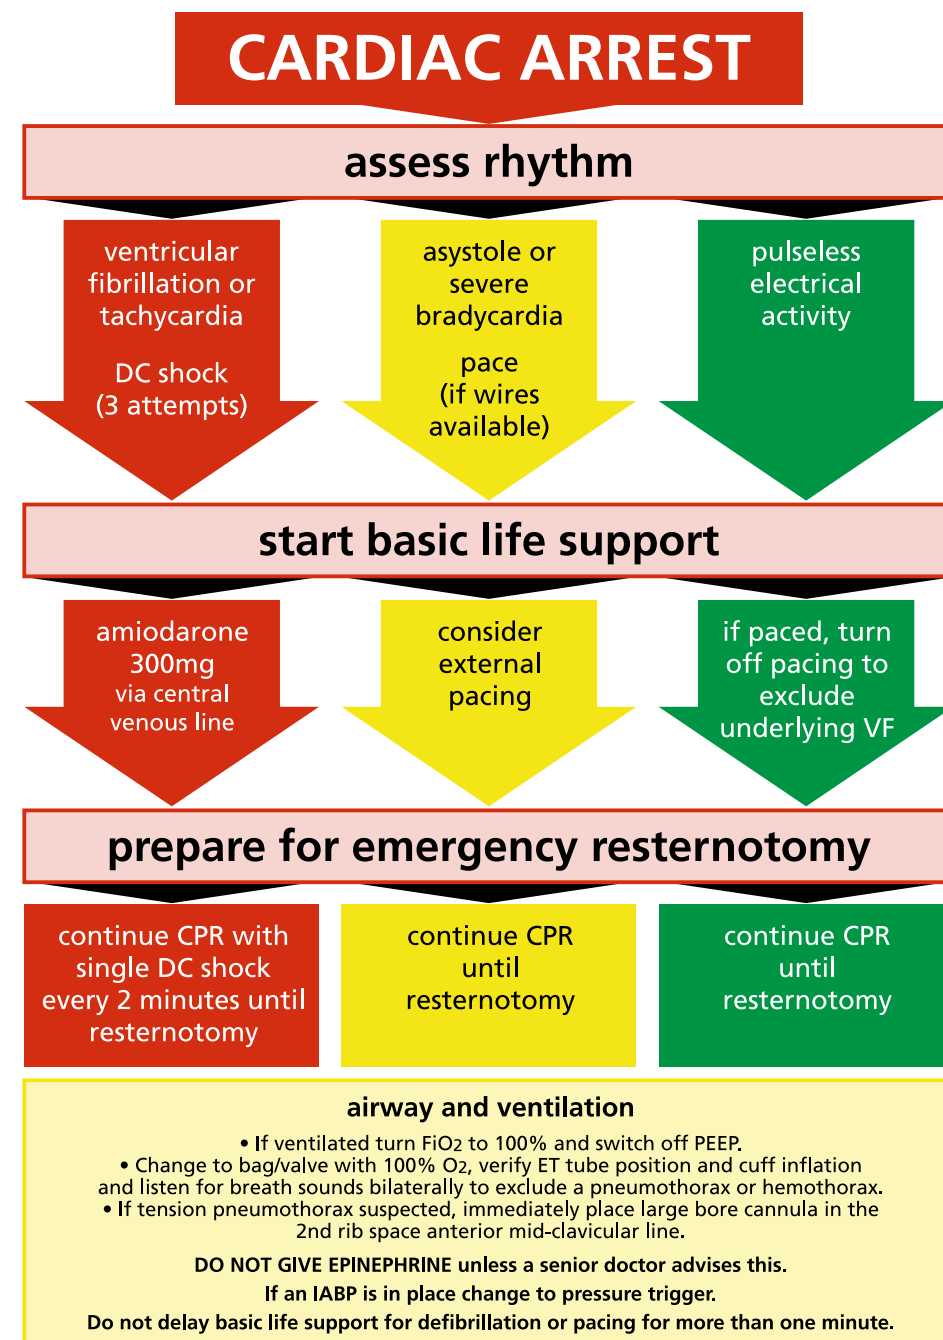 CARDIAC ARREST
assess rhythm
ventricular
fibrillation or
tachycardia
DC shock
(3 attempts)
asystole or
severe
bradycardia
pace
(if wires
available)
pulseless
electrical
activity
start basic life support
amiodarone
300mg
via central
venous line
consider
external
pacing
if paced, turn
off pacing to
exclude
underlying VF
prepare for emergency resternotomy
continue CPR with
single DC shock
every 2 minutes until
resternotomy
continue CPR
until
resternotomy
continue CPR
until
resternotomy
airway and ventilation
• If ventilated turn FiO2 to 100% and switch off PEEP.
• Change to bag/valve with 100% O2, verify ET tube position and cuff inflation
and listen for breath sounds bilaterally to exclude a pneumothorax or hemothorax.
• If tension pneumothorax suspected, immediately place large bore cannula in the
2nd rib space anterior mid-clavicular line.
DO NOT GIVE EPINEPHRINE unless a senior doctor advises this.
If an IABP is in place change to pressure trigger.
Do not delay basic life support for defibrillation or pacing for more than one minute.